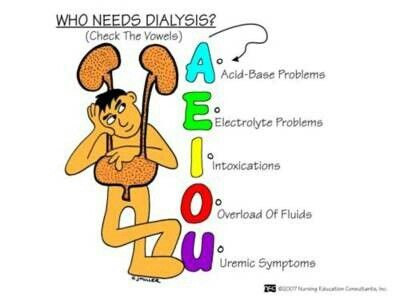 WHO NEEDS DIALYSIS?
(Check The Vowels)
A Acid-Base Problems
E Electrolyte Problems
I Intoxications
O Overload Of Fluids
U Uremic Symptoms
C.MILLER
©2007 Nursing Education Consultants, Inc.